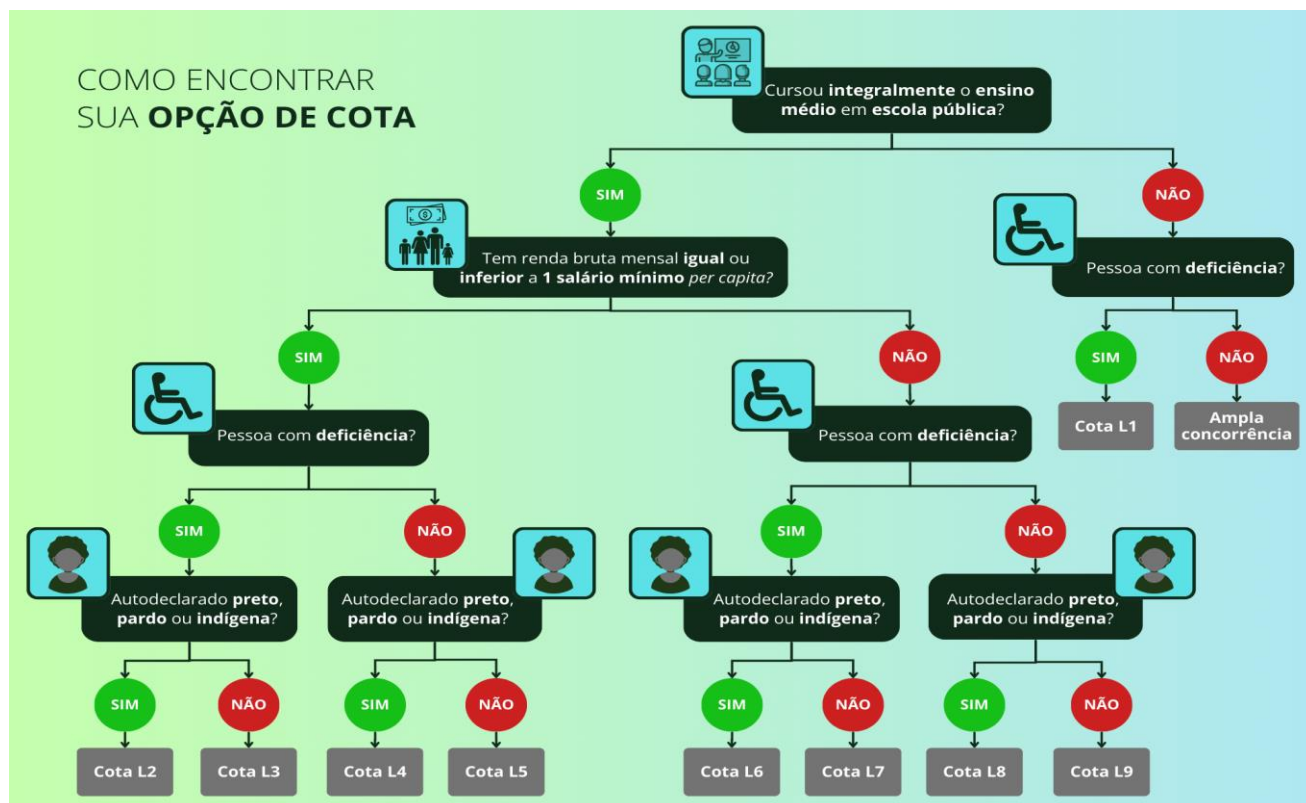 COMO ENCONTRAR
SUA OPÇÃO DE COTA
Cursou integralmente o ensino
médio em escola pública?
SIM
NÃO
Tem renda bruta mensal igual ou
inferior a 1 salário mínimo per capita?
Pessoa com deficiência?
SIM
NÃO
SIM
NÃO
Cota L1
Ampla
concorrência
Pessoa com deficiência?
Pessoa com deficiência?
SIM
NÃO
SIM
NÃO
Autodeclarado preto,
pardo ou indígena?
Autodeclarado preto,
pardo ou indígena?
Autodeclarado preto,
pardo ou indígena?
Autodeclarado preto,
pardo ou indígena?
SIM
NÃO
SIM
NÃO
SIM
NÃO
SIM
NÃO
Cota L2
Cota L3
Cota L4
Cota L5
Cota L6
Cota L7
Cota L8
Cota L9